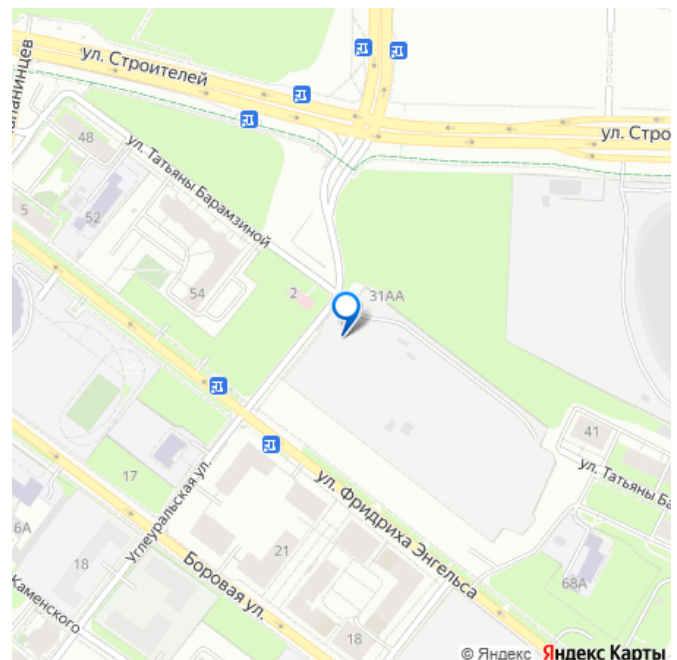 ул. Строителей
ул. Стро
48
ул. Татьяны Барамзиной
5
52
54
2
31АА
41
ул. Татьяны Ба
17
Углеуральская ул.
ул. Фридриха Энгельса
6А
18
21
Боровая ул.
68А
Каменского
18
© Яндекс Яндекс Карты